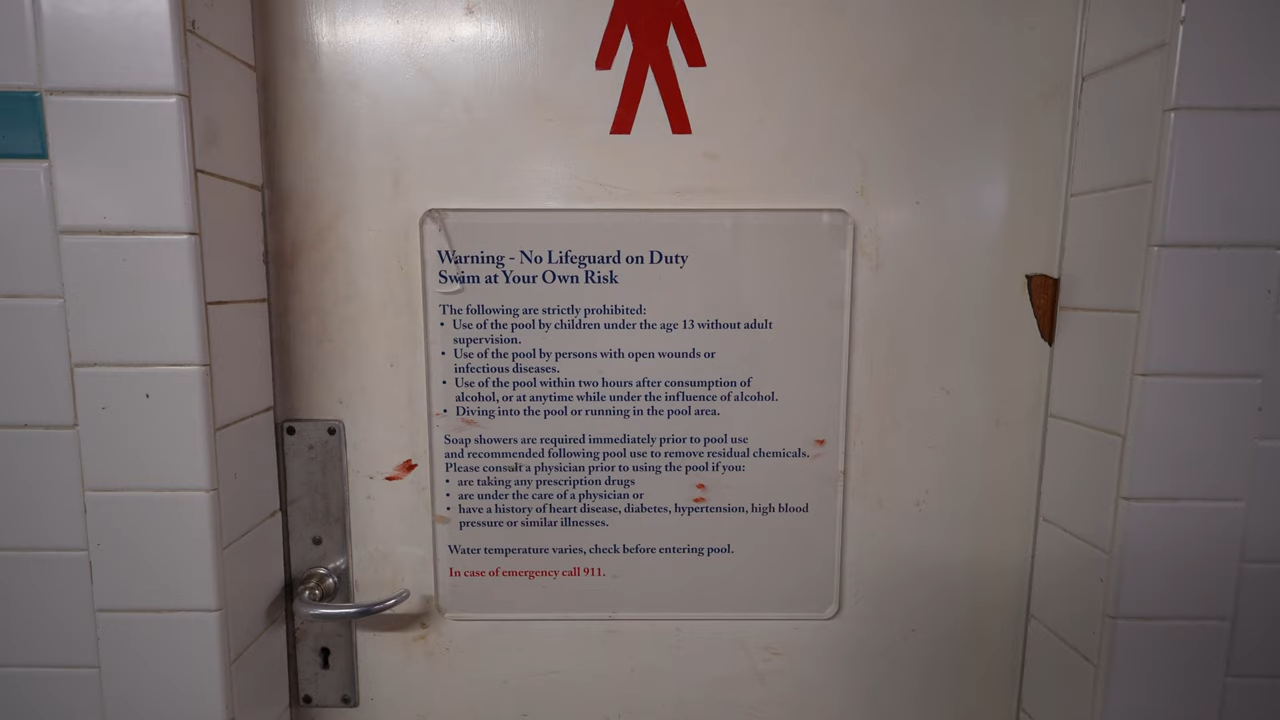 Warning - No Lifeguard on Duty
Swim at Your Own Risk
The following are strictly prohibited:
• Use of the pool by children under the age 13 without adult
supervision.
• Use of the pool by persons with open wounds or
infectious diseases.
• Use of the pool within two hours after consumption of
alcohol, or at anytime while under the influence of alcohol.
• Diving into the pool or running in the pool area.
Soap showers are required immediately prior to pool use
and recommended following pool use to remove residual chemicals.
Please consult a physician prior to using the pool if you:
• are taking any prescription drugs
• are under the care of a physician or
• have a history of heart disease, diabetes, hypertension, high blood
pressure or similar illnesses.
Water temperature varies, check before entering pool.
In case of emergency call 911.